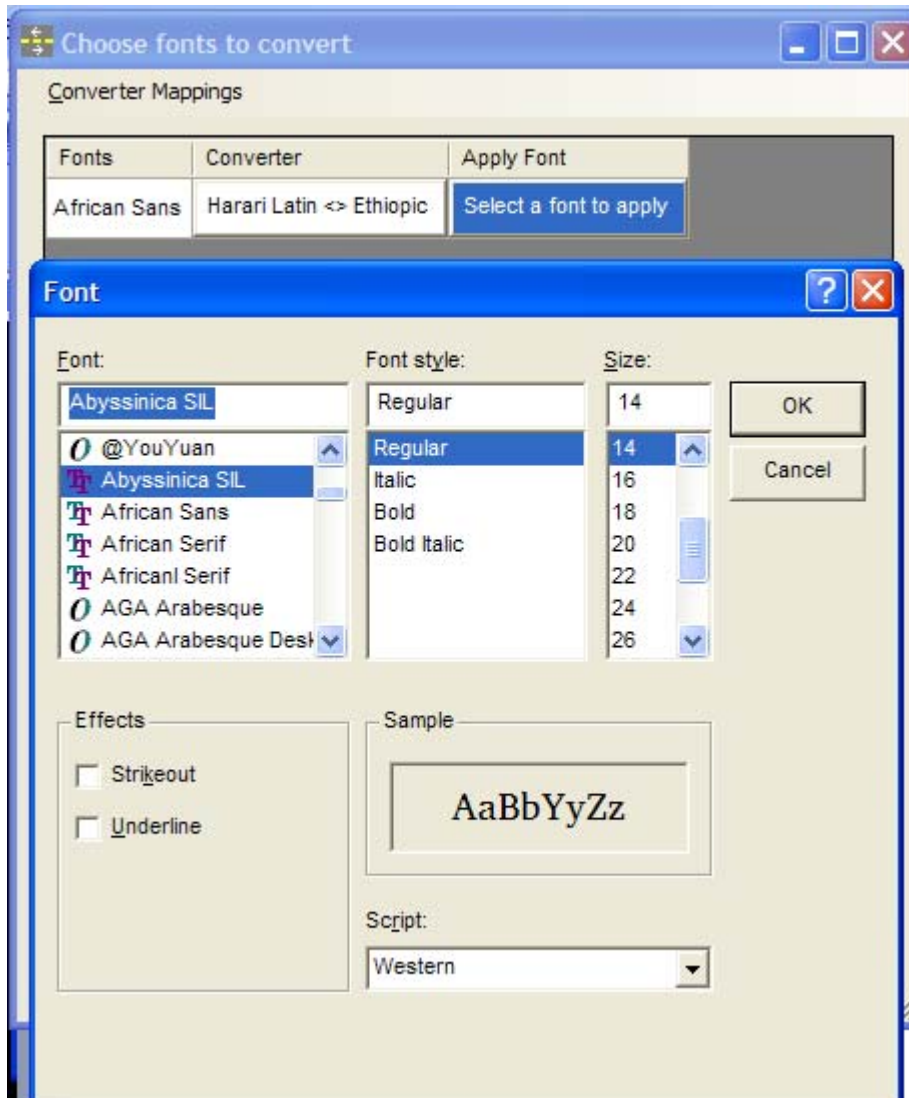 Choose fonts to convert
Converter Mappings
Fonts Converter Apply Font
African Sans Harari Latin <> Ethiopic Select a font to apply
Font
Font: Font style: Size:
Abyssinica SIL Regular 14 OK
@YouYuan Regular 14
Abyssinica SIL Italic 16 Cancel
African Sans Bold 18
African Serif Bold Italic 20
Africanl Serif 22
AGA Arabesque 24
AGA Arabesque Desk 26
Effects Sample
Strikeout
AaBbYyZz
Underline
Script:
Western